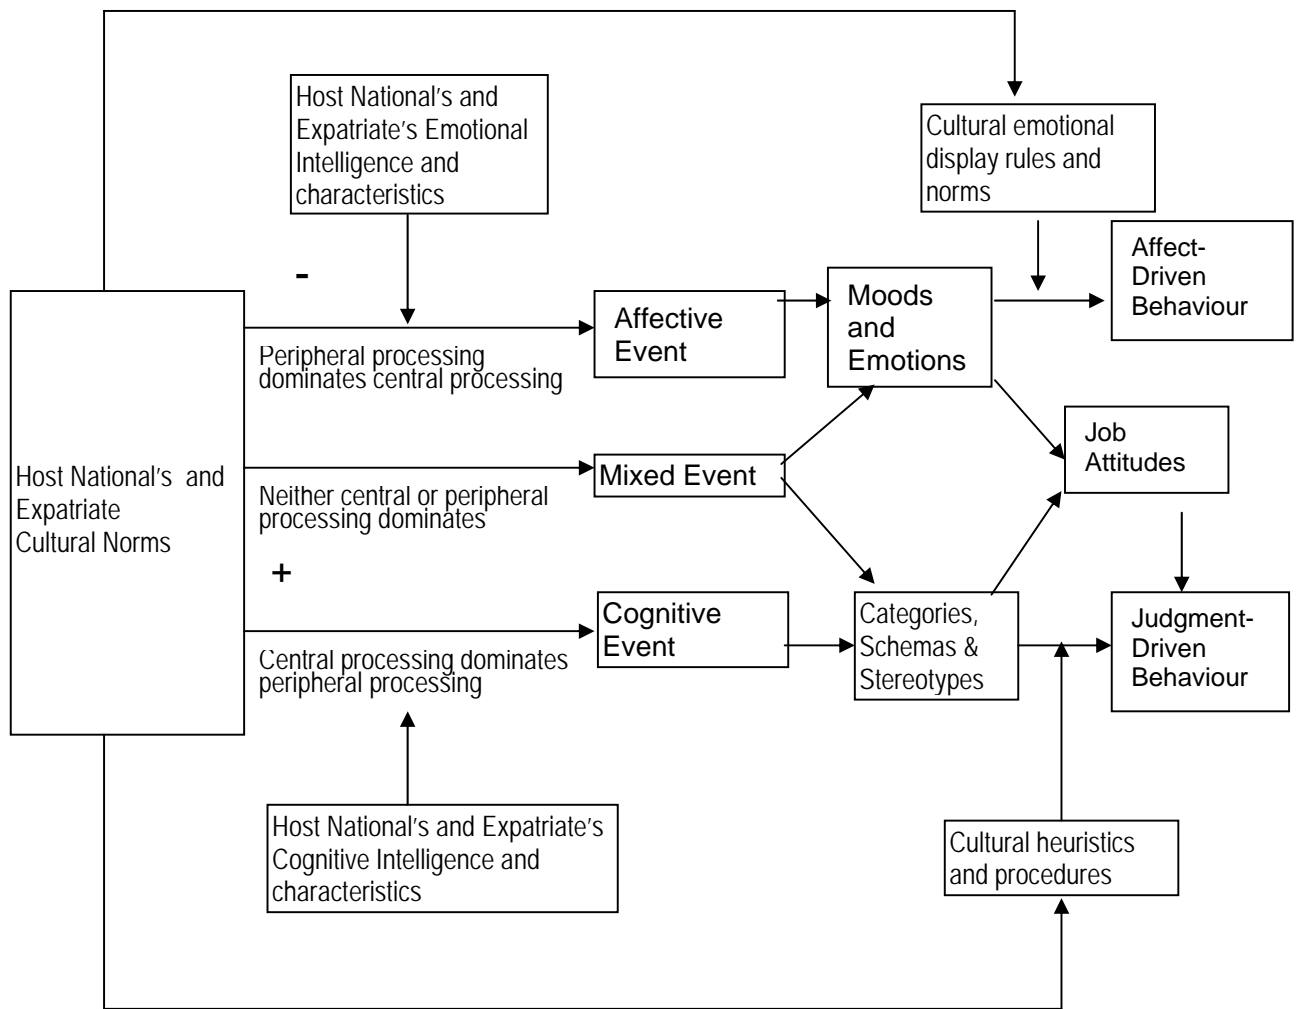 Host National's and
Expatriate's Emotional
Intelligence and
characteristics
Cultural emotional
display rules and
norms
-
Affect-
Driven
Behaviour
Moods
and
Emotions
Affective
Event
Peripheral processing
dominates central processing
Job
Attitudes
Host National's  and
Expatriate
Cultural Norms
Mixed Event
Neither central or peripheral
processing dominates
+
Cognitive
Event
Categories,
Schemas &
Stereotypes
Judgment-
Driven
Behaviour
Central processing dominates
peripheral processing
Host National's and Expatriate's
Cognitive Intelligence and
characteristics
Cultural heuristics
and procedures